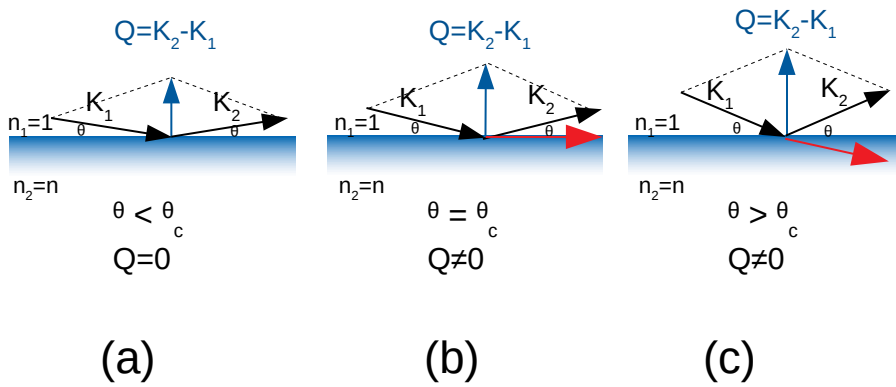 Q=K₂-K₁
K₁
K₂
n₁=1
θ
θ
n₂=n
θ < θc
Q=0
(a)
Q=K₂-K₁
K₁
K₂
n₁=1
θ
θ
n₂=n
θ = θc
Q≠0
(b)
Q=K₂-K₁
K₁
K₂
n₁=1
θ
θ
n₂=n
θ > θc
Q≠0
(c)